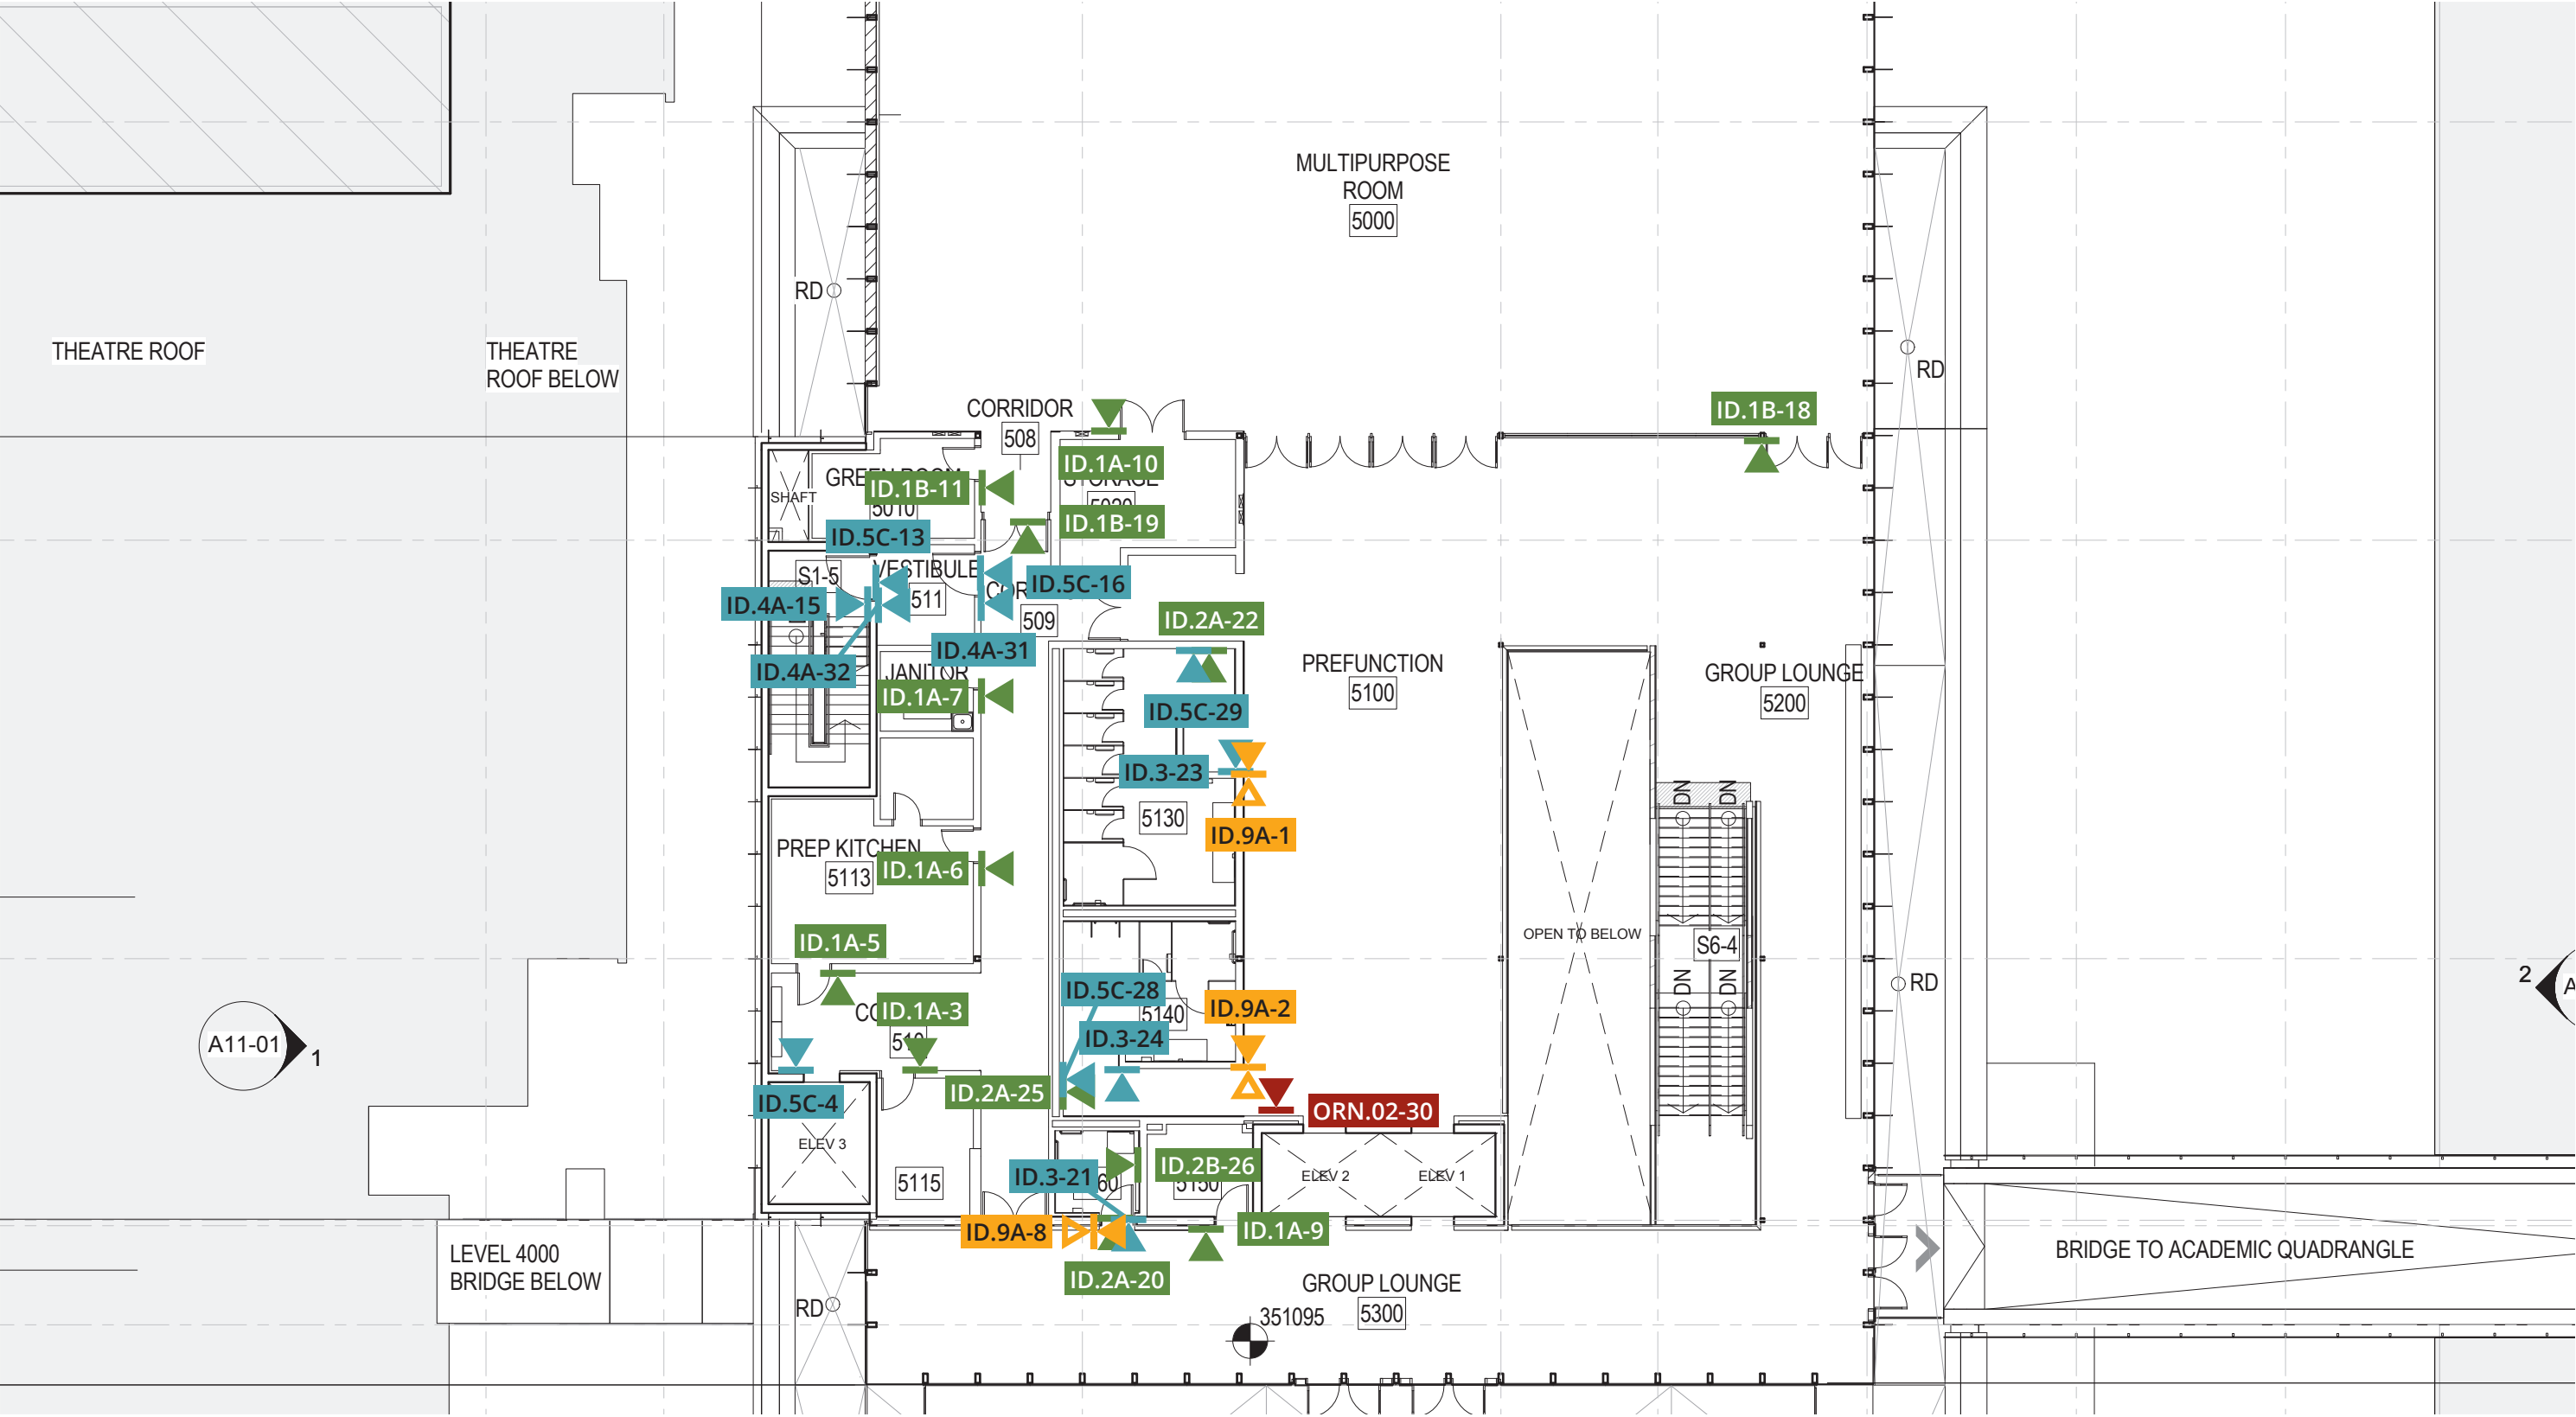 MULTIPURPOSE
ROOM
5000
RD
THEATRE ROOF
THEATRE
ROOF BELOW
RD
CORRIDOR
508
ID.1B-18
ID.1A-10
GREEN ROOM
STORAGE
SHAFT
ID.1B-11
5010
ID.1B-19
ID.5C-13
S1-5
VESTIBULE
ID.5C-16
ID.4A-15
511
509
ID.2A-22
ID.4A-31
ID.4A-32
JANITOR
PREFUNCTION
5100
GROUP LOUNGE
5200
ID.1A-7
ID.5C-29
ID.3-23
DN
DN
5130
ID.9A-1
PREP KITCHEN
5113
ID.1A-6
OPEN TO BELOW
S6-4
ID.1A-5
DN
DN
RD
2
ID.5C-28
ID.1A-3
5140
ID.9A-2
A11-01
1
ID.3-24
ID.2A-25
ID.5C-4
ORN.02-30
ELEV 3
ID.3-21
ID.2B-26
ELEV 2
ELEV 1
5115
5150
ID.9A-8
ID.1A-9
LEVEL 4000
BRIDGE BELOW
BRIDGE TO ACADEMIC QUADRANGLE
ID.2A-20
GROUP LOUNGE
5300
RD
351095